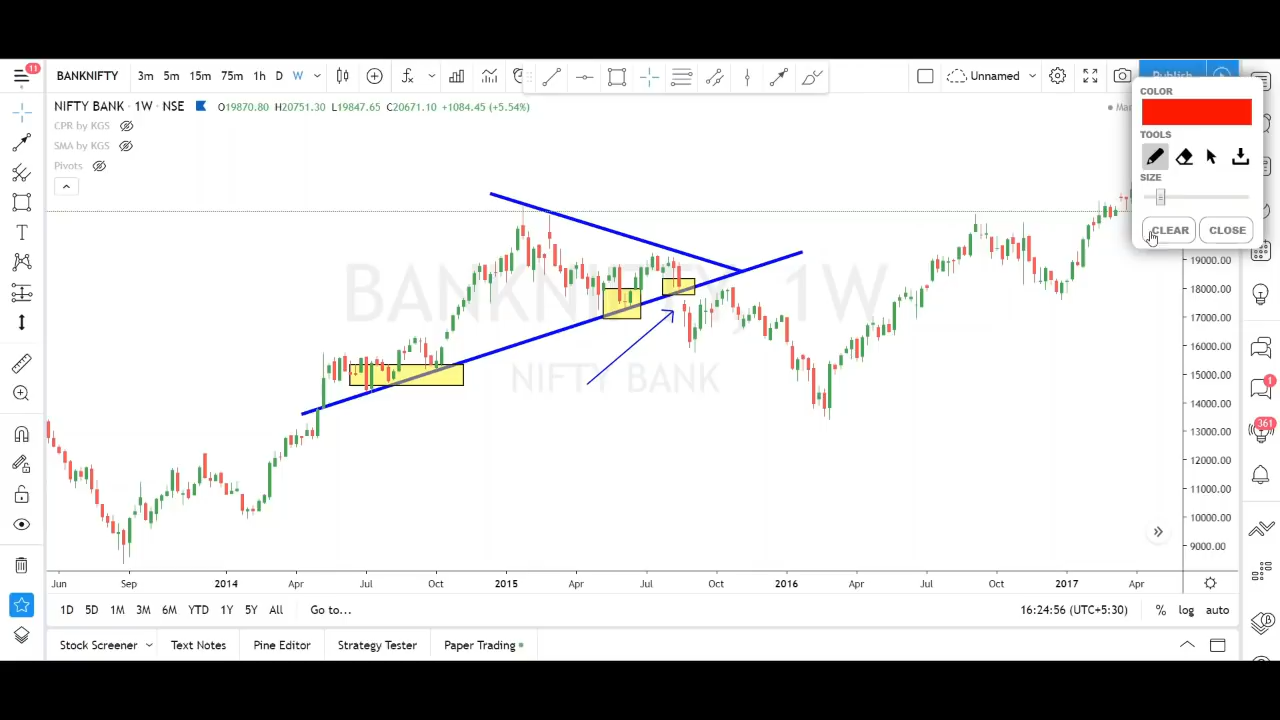 11
BANKNIFTY 3m 5m 15m 75m 1h D W Unnamed Publish
COLOR
NIFTY BANK · 1W · NSE O19870.80 H20751.30 L19847.65 C20671.10 +1084.45 (+5.54%)
CPR by KGS
SMA by KGS
Pivots
TOOLS
SIZE
CLEAR CLOSE
BANKNIFTY, 1W
NIFTY BANK
19000.00
18000.00
17000.00
16000.00
15000.00
14000.00
13000.00
12000.00
11000.00
10000.00
9000.00
1
361
Jun Sep 2014 Apr Jul Oct 2015 Apr Jul Oct 2016 Apr Jul Oct 2017 Apr
1D 5D 1M 3M 6M YTD 1Y 5Y All Go to... 16:24:56 (UTC+5:30) % log auto
Stock Screener Text Notes Pine Editor Strategy Tester Paper Trading